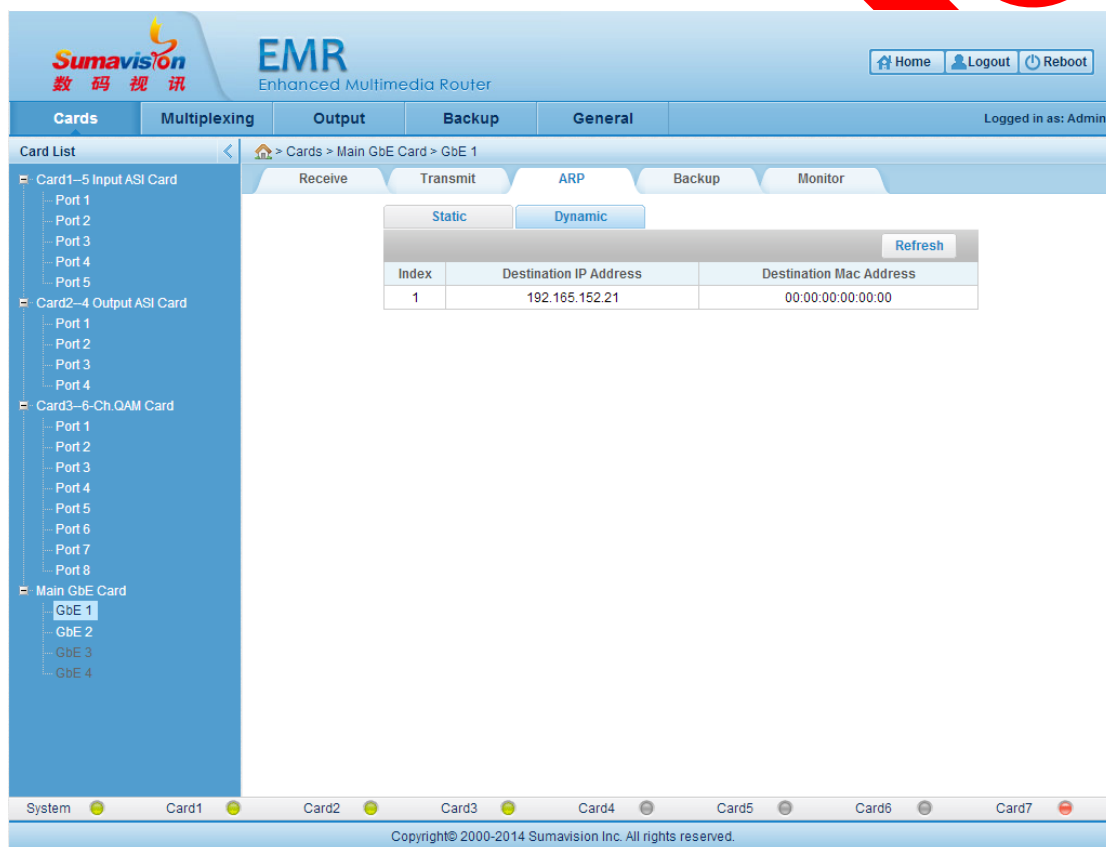 Sumavision
数 码 视 讯
EMR
Enhanced Multimedia Router
Home
Logout
Reboot
Cards
Multiplexing
Output
Backup
General
Logged in as: Admin
Card List
> Cards > Main GbE Card > GbE 1
Card1--5 Input ASI Card
Port 1
Port 2
Port 3
Port 4
Port 5
Card2--4 Output ASI Card
Port 1
Port 2
Port 3
Port 4
Card3--6-Ch.QAM Card
Port 1
Port 2
Port 3
Port 4
Port 5
Port 6
Port 7
Port 8
Main GbE Card
GbE 1
GbE 2
GbE 3
GbE 4
Receive
Transmit
ARP
Backup
Monitor
Static
Dynamic
Refresh
Index Destination IP Address Destination Mac Address
1 192.165.152.21 00:00:00:00:00:00
System Card1 Card2 Card3 Card4 Card5 Card6 Card7
Copyright© 2000-2014 Sumavision Inc. All rights reserved.